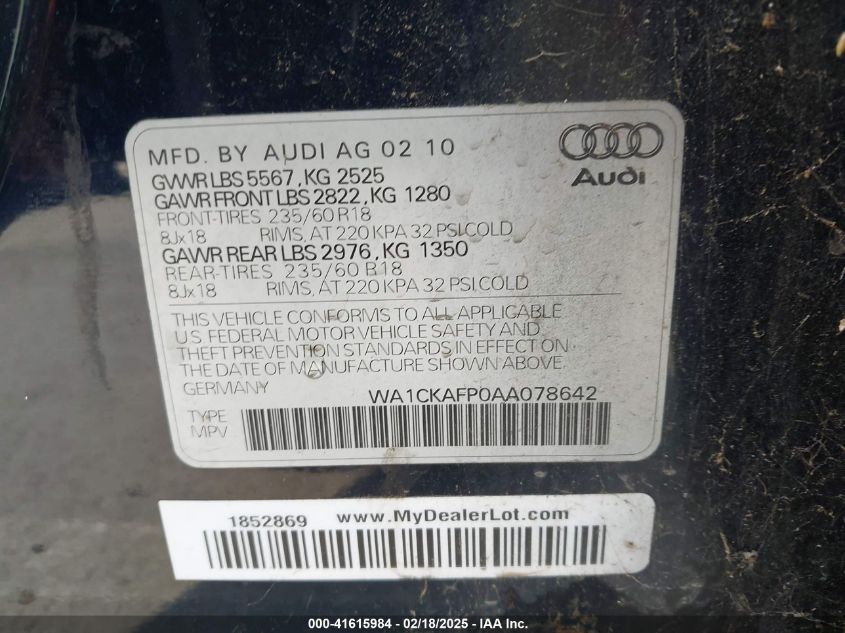 MFD. BY AUDI AG 02 10
Audi
GVWR LBS 5567, KG 2525
GAWR FRONT LBS 2822, KG 1280
FRONT-TIRES 235/60 R18
8Jx18 RIMS, AT 220 KPA 32 PSI COLD
GAWR REAR LBS 2976, KG 1350
REAR-TIRES 235/60 R18
8Jx18 RIMS, AT 220 KPA 32 PSI COLD
THIS VEHICLE CONFORMS TO ALL APPLICABLE
U.S. FEDERAL MOTOR VEHICLE SAFETY AND
THEFT PREVENTION STANDARDS IN EFFECT ON
THE DATE OF MANUFACTURE SHOWN ABOVE.
GERMANY WA1CKAFP0AA078642
TYPE
MPV
1852869 www.MyDealerLot.com
000-41615984 - 02/18/2025 - IAA Inc.